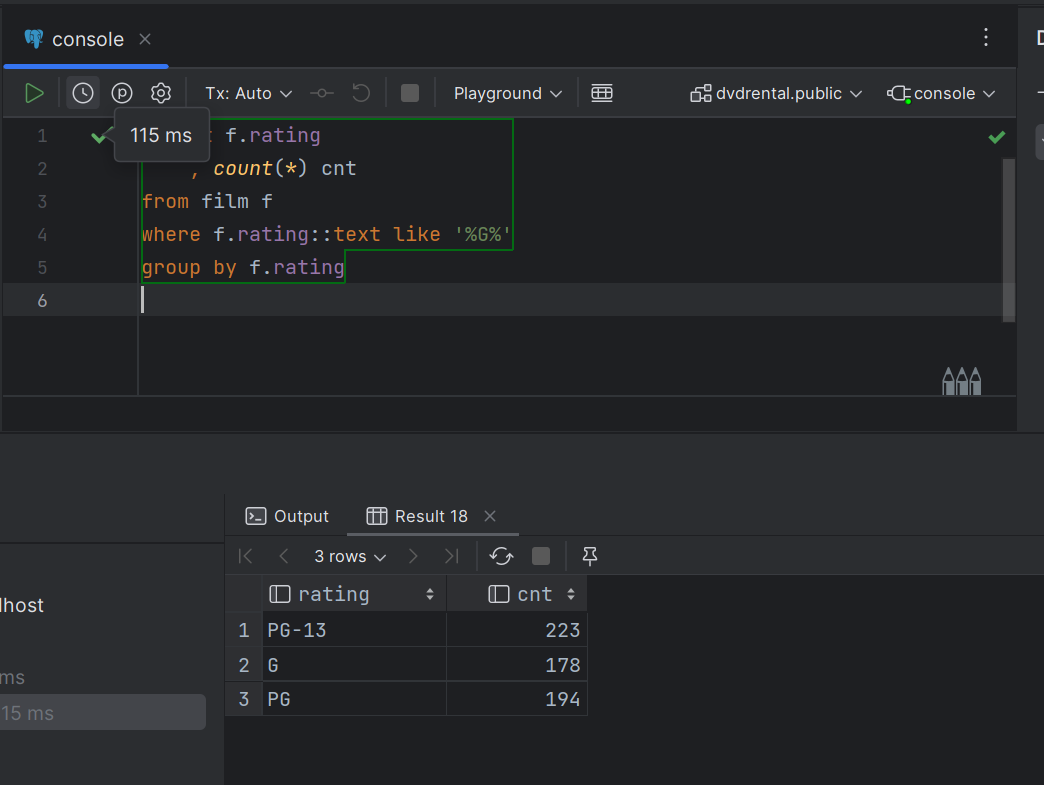 console
Tx: Auto
Playground
dvdrental.public
console
115 ms
1 t f.rating
2 , count(*) cnt
3 from film f
4 where f.rating::text like '%G%'
5 group by f.rating
6
Output
Result 18
3 rows
rating cnt
1 PG-13 223
2 G 178
3 PG 194
lhost
ms
15 ms